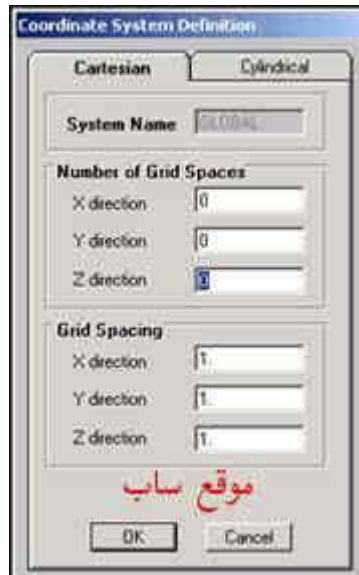 Coordinate System Definition
Cartesian
Cylindrical
System Name GLOBAL
Number of Grid Spaces
X direction 0
Y direction 0
Z direction 0
Grid Spacing
X direction 1.
Y direction 1.
Z direction 1.
موقع ساب
OK
Cancel